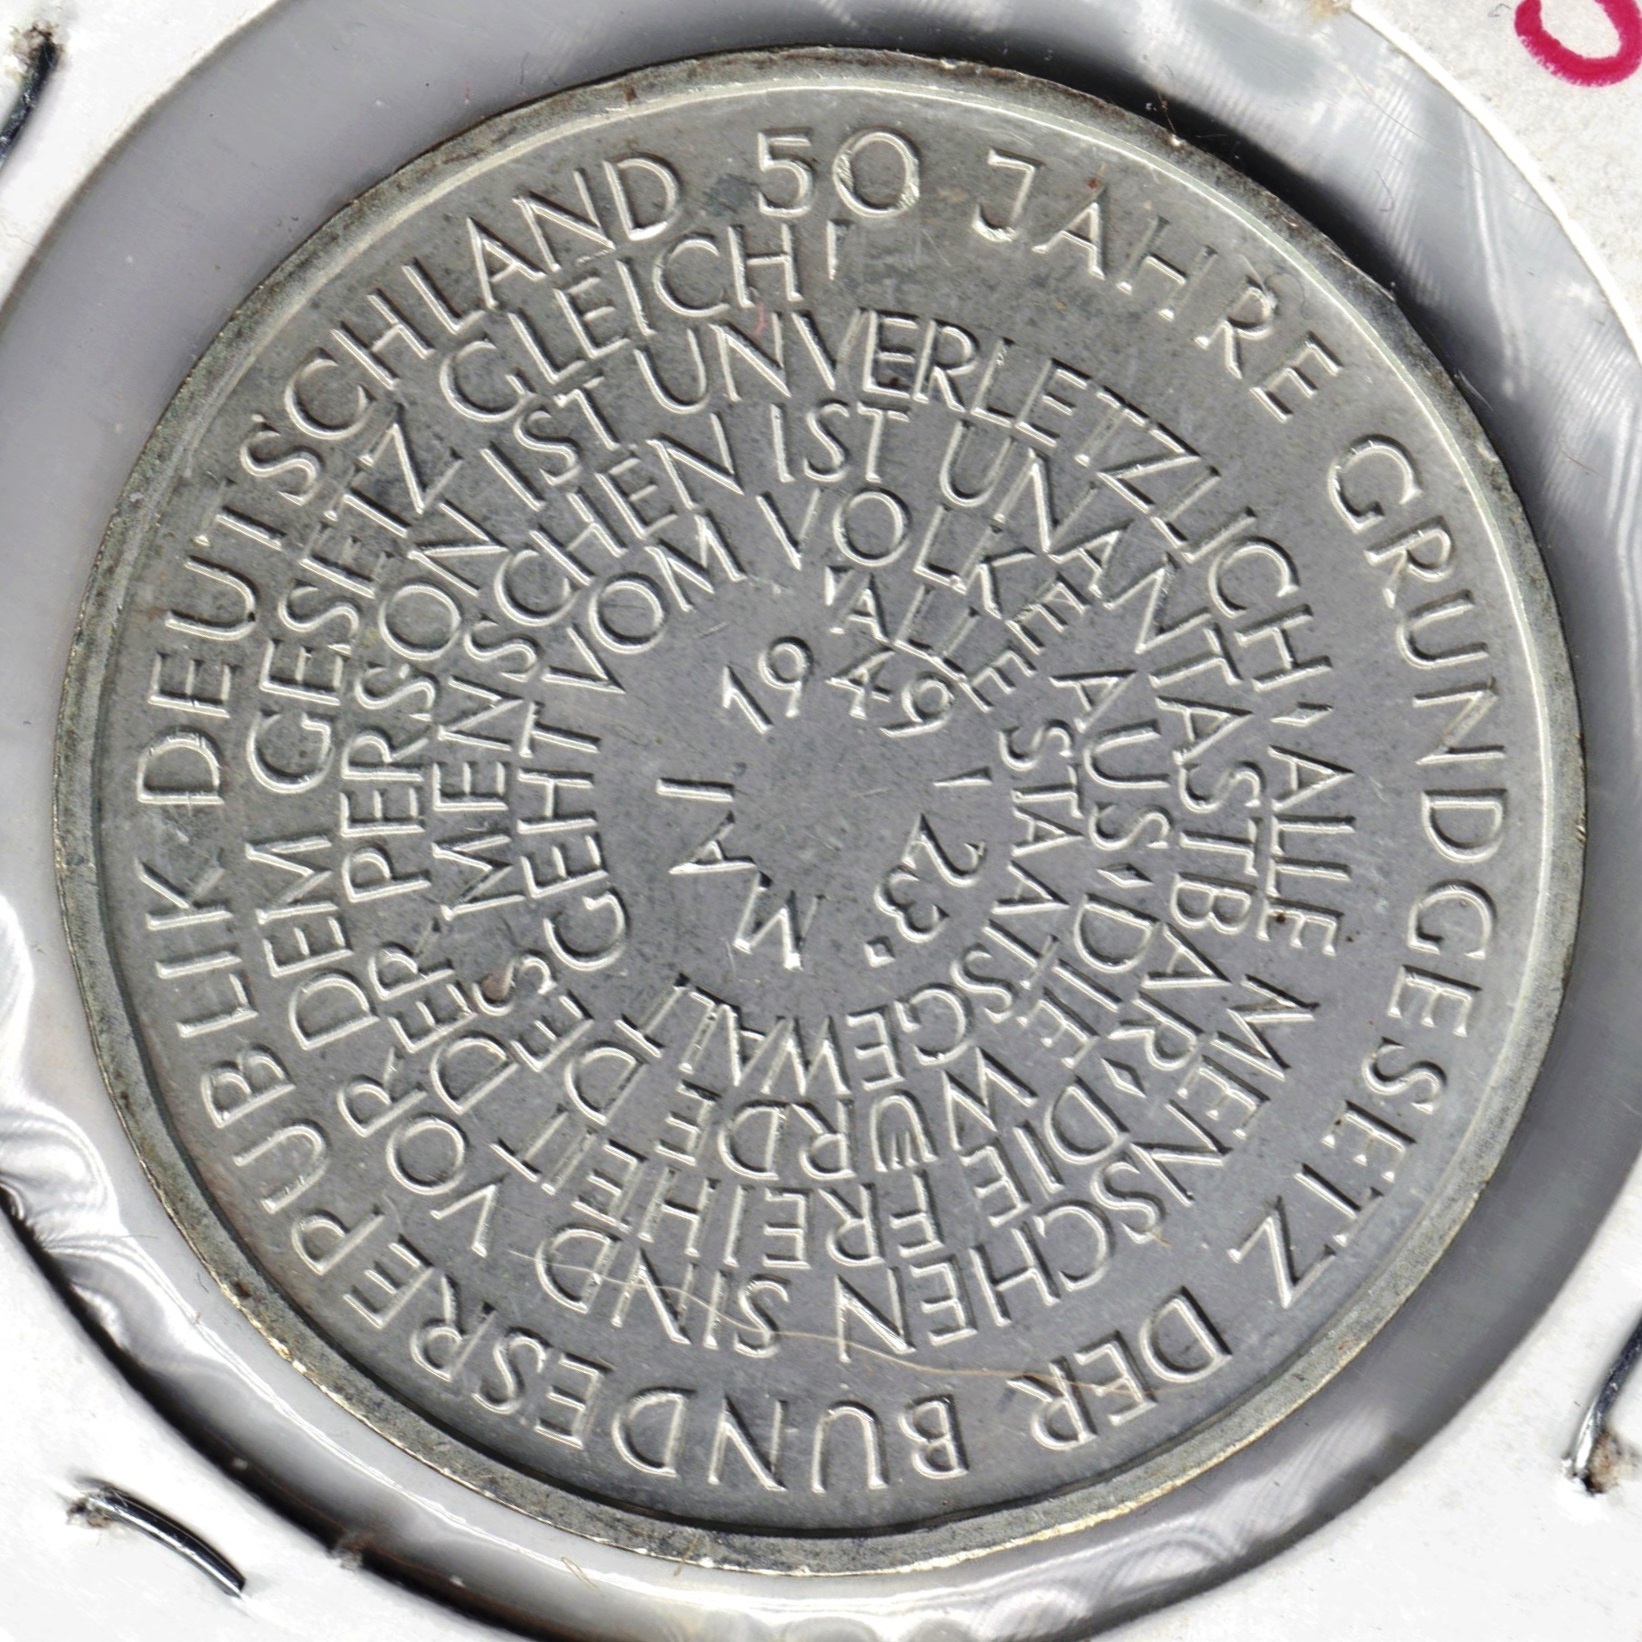 50 JAHRE GRUNDGESETZ DER BUNDESREPUBLIK DEUTSCHLAND
ALLE STAATSGEWALT GEHT VOM VOLKE AUS' DIE WÜRDE DES MENSCHEN IST UNANTASTBAR' DIE FREIHEIT DER PERSON IST UNVERLETZLICH' ALLE MENSCHEN SIND VOR DEM GESETZ GLEICH'
23. MAI 1949